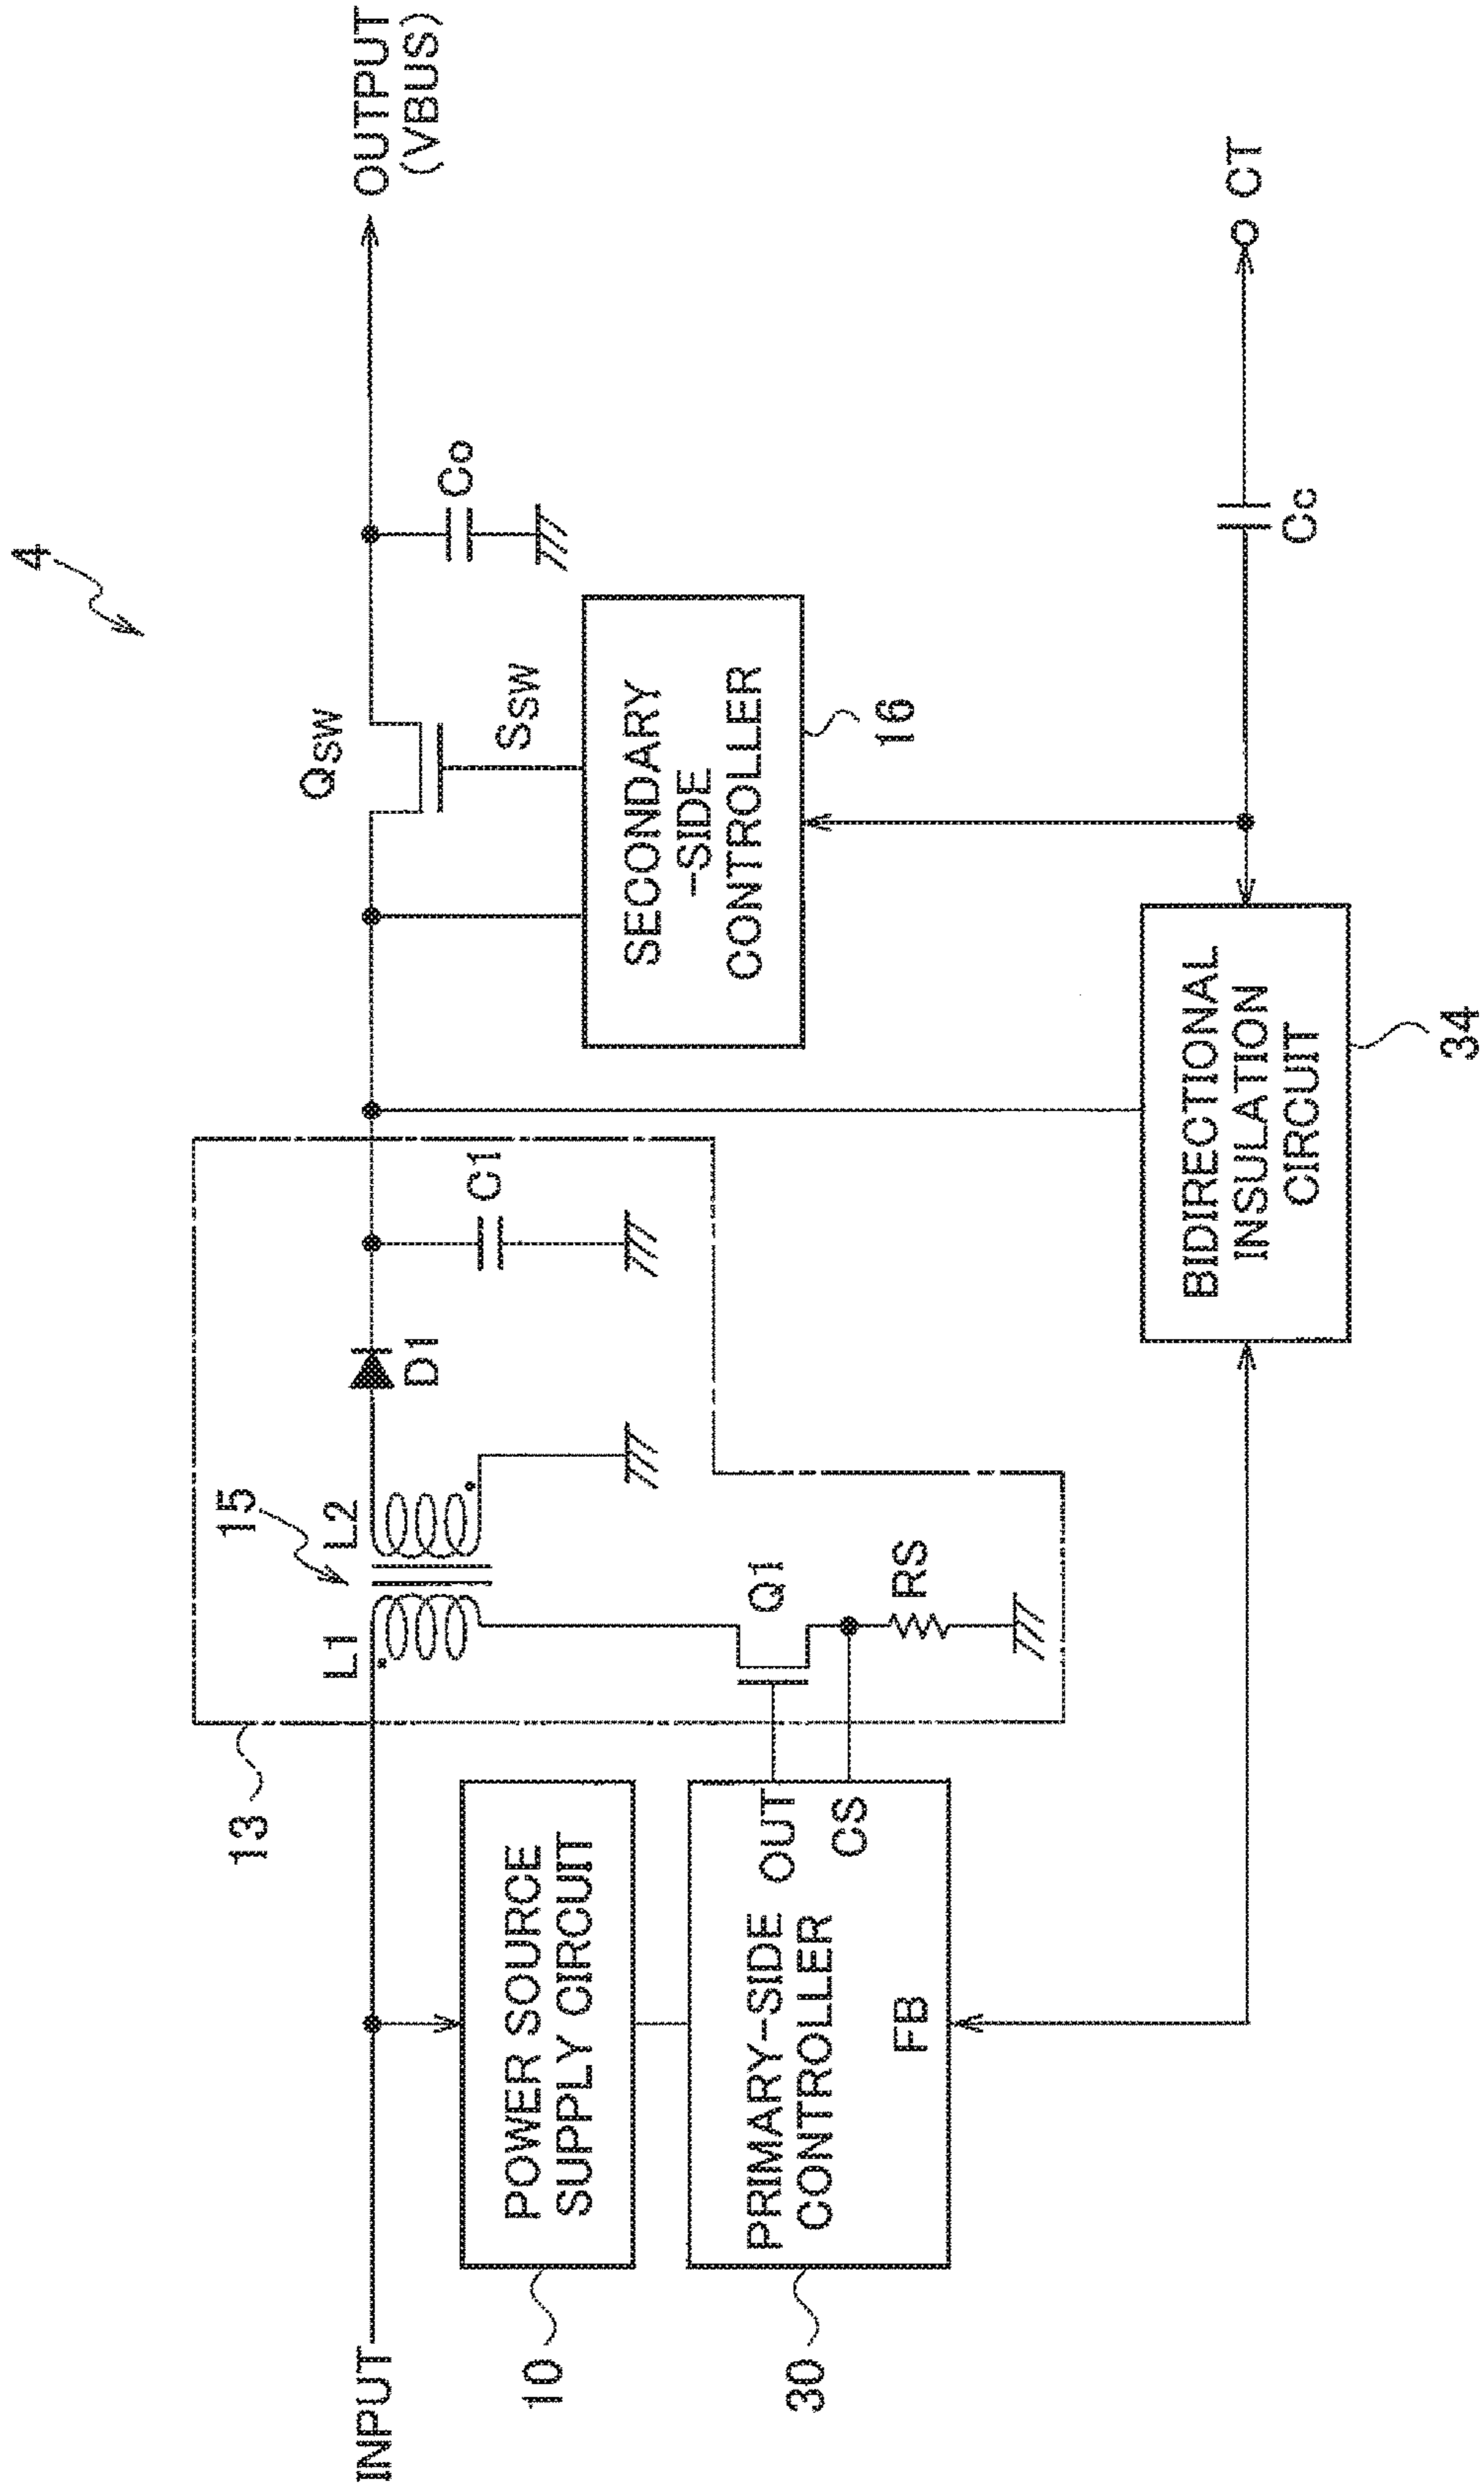 4
INPUT
10
POWER SOURCE
SUPPLY CIRCUIT
30
PRIMARY-SIDE
CONTROLLER
OUT
CS
FB
13
15
L1
L2
Q1
RS
D1
C1
QSW
SSW
SECONDARY
-SIDE
CONTROLLER
16
Co
OUTPUT
(VBUS)
BIDIRECTIONAL
INSULATION
CIRCUIT
34
Cc
CT